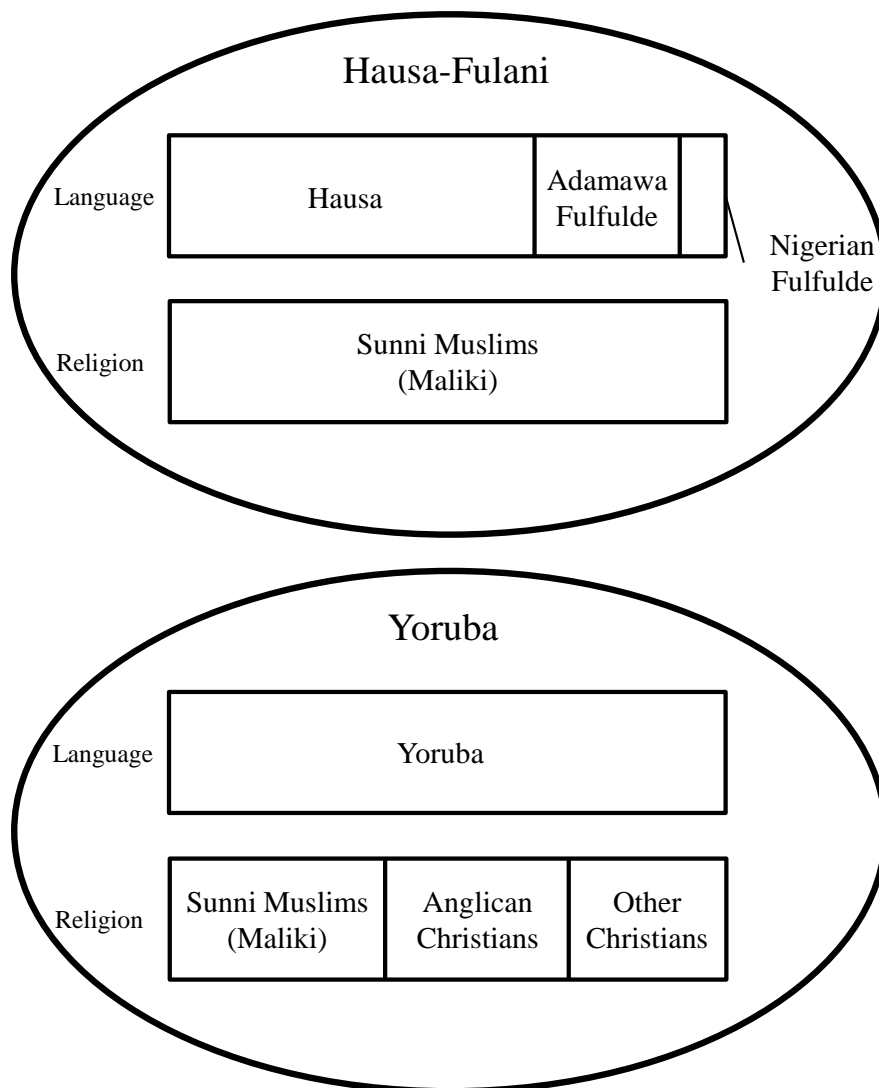 Hausa-Fulani
Language
Hausa
Adamawa
Fulfulde
Nigerian
Fulfulde
Religion
Sunni Muslims
(Maliki)
Yoruba
Language
Yoruba
Religion
Sunni Muslims
(Maliki)
Anglican
Christians
Other
Christians